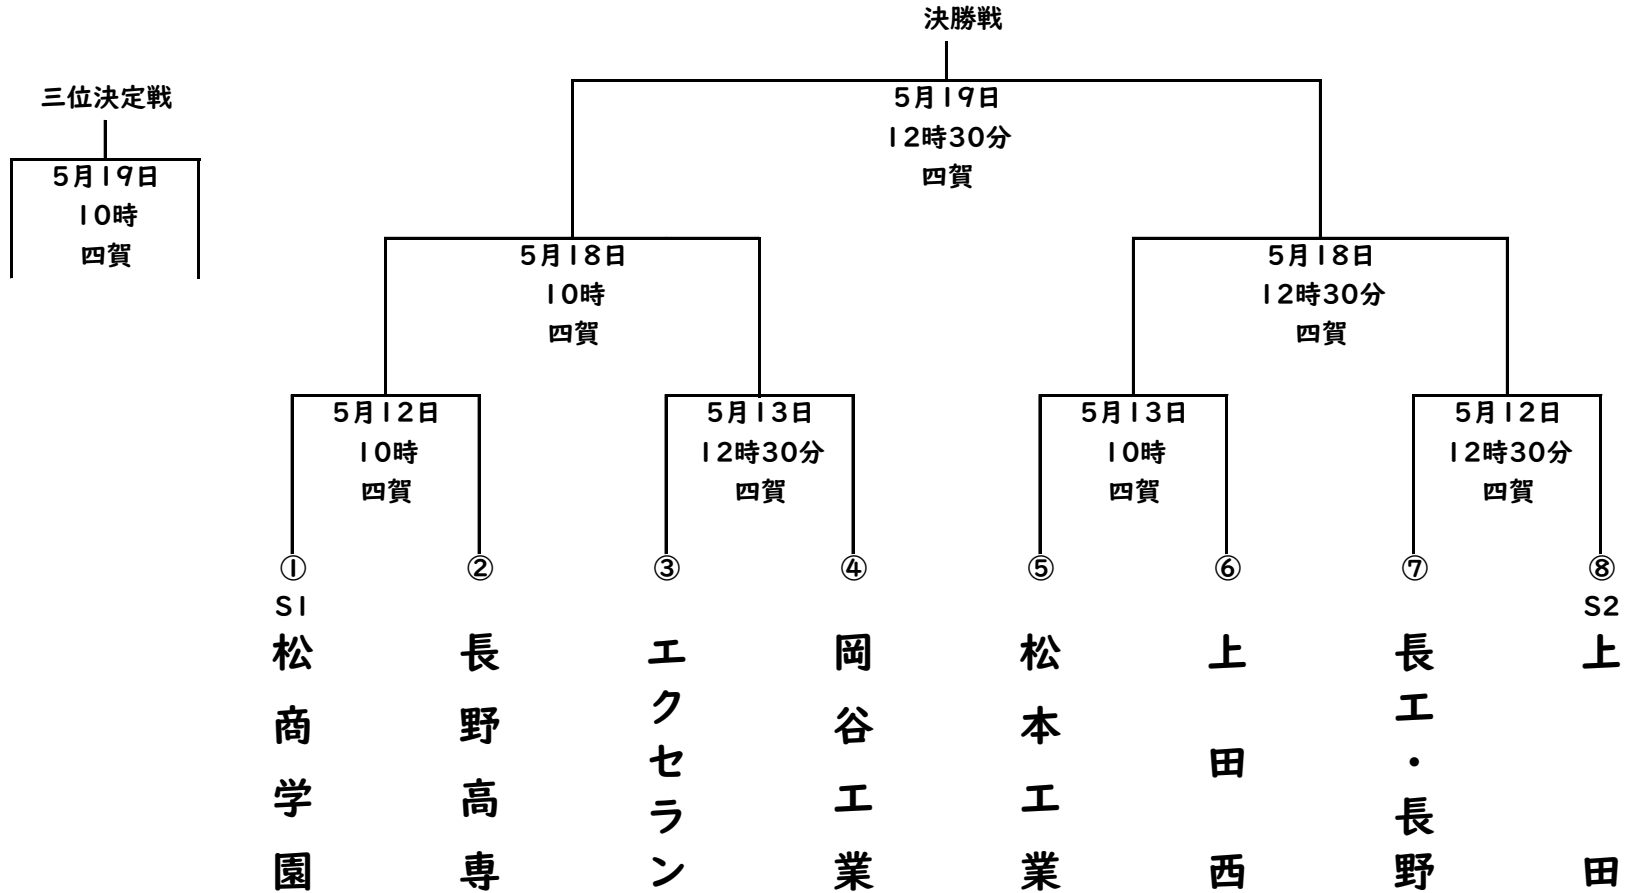 決勝戦
5月19日
12時30分
四賀
三位決定戦
5月19日
10時
四賀
5月18日
10時
四賀
5月18日
12時30分
四賀
5月12日
10時
四賀
5月13日
12時30分
四賀
5月13日
10時
四賀
5月12日
12時30分
四賀
①
S1
松商学園
②
長野高専
③
エクセラン
④
岡谷工業
⑤
松本工業
⑥
上田西
⑦
長工・長野
⑧
S2
上田